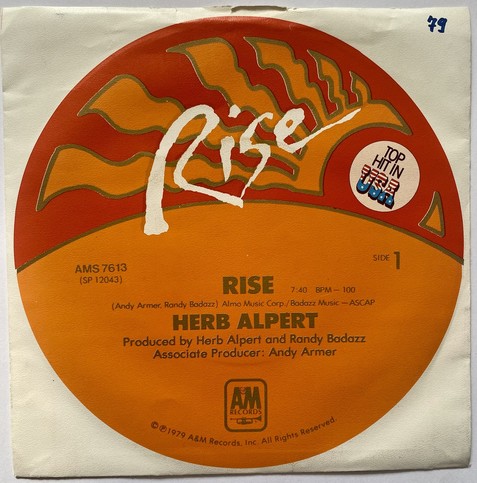 79
Rise
TOP
HIT IN
USA
AMS 7613
(SP 12043)
SIDE 1
RISE 7:40 BPM – 100
(Andy Armer, Randy Badazz) Almo Music Corp./Badazz Music —ASCAP
HERB ALPERT
Produced by Herb Alpert and Randy Badazz
Associate Producer: Andy Armer
A&M
RECORDS
©℗1979 A&M Records, Inc. All Rights Reserved